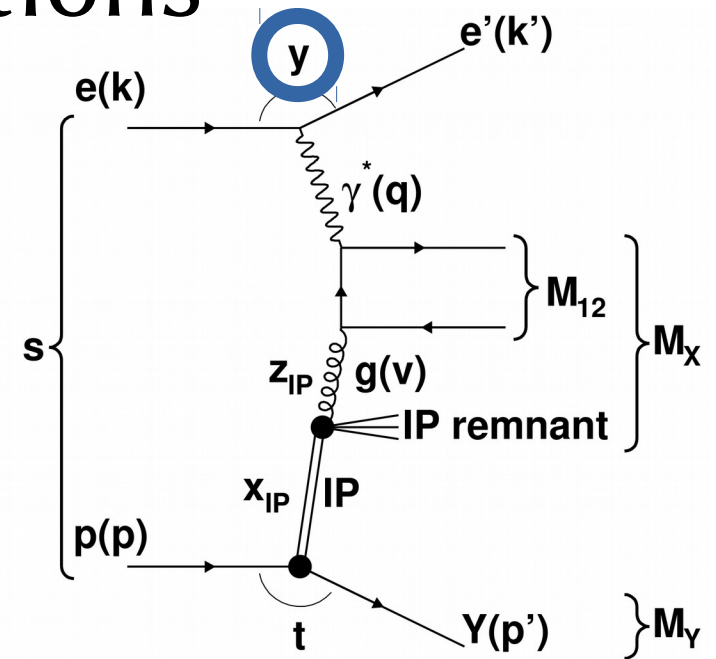 y
e'(k')
e(k)
γ*(q)
M12
s
MX
zIP
g(v)
IP remnant
xIP
IP
p(p)
t
Y(p')
MY